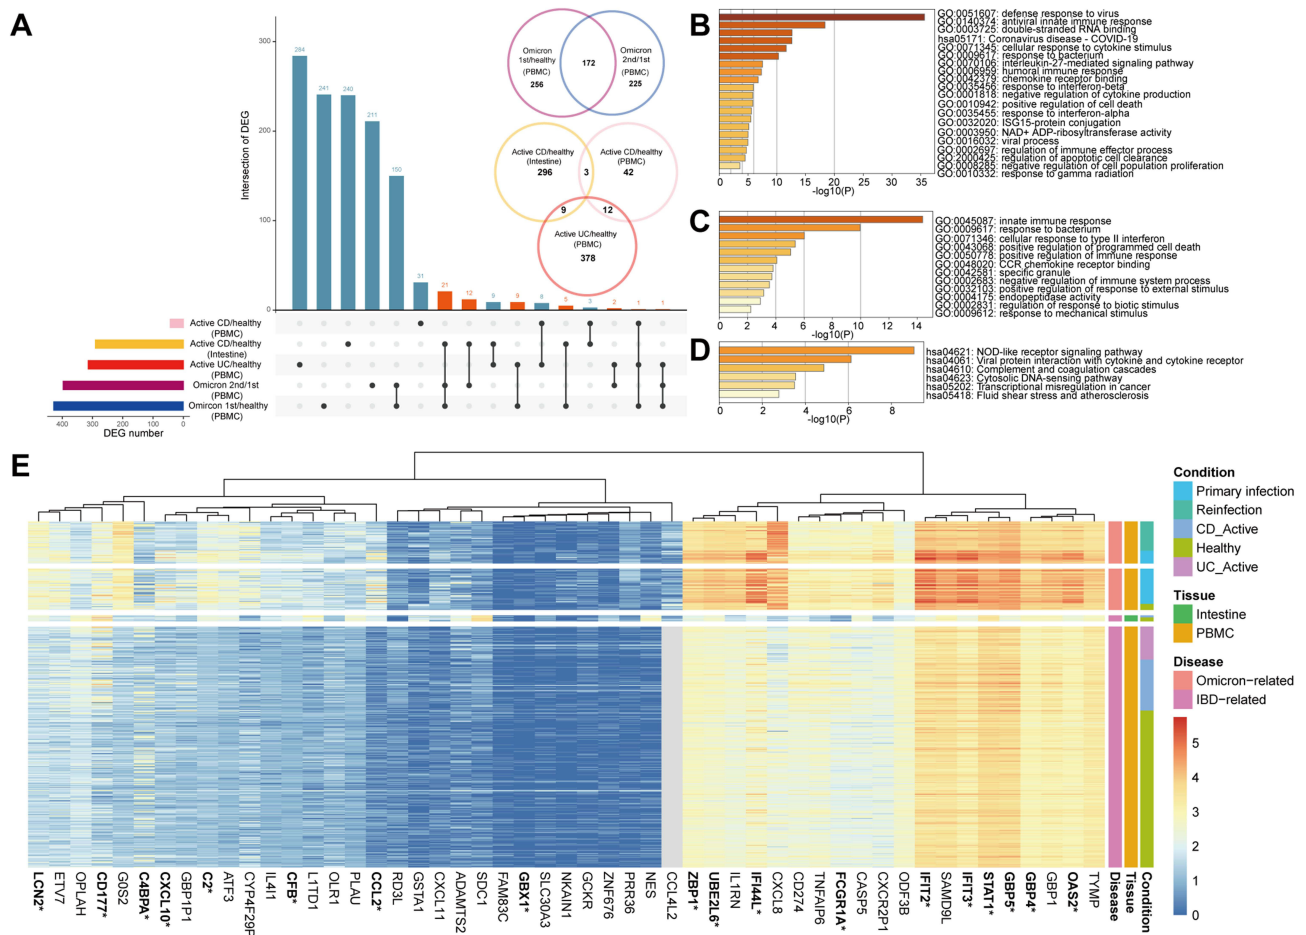 A
Intersection of DEG
300
200
100
0
284
241
240
211
150
31
21
12
9
9
8
5
3
2
1
1
Omicron
1st/healthy
(PBMC)
256
172
Omicron
2nd/1st
(PBMC)
225
Active CD/healthy
(Intestine)
296
3
Active CD/healthy
(PBMC)
42
9
12
Active UC/healthy
(PBMC)
378
Active CD/healthy
(PBMC)
Active CD/healthy
(Intestine)
Active UC/healthy
(PBMC)
Omicron 2nd/1st
(PBMC)
Omircon 1st/healthy
(PBMC)
400 300 200 100 0
DEG number
B
GO:0051607: defense response to virus
GO:0140374: antiviral innate immune response
GO:0003725: double-stranded RNA binding
hsa05171: Coronavirus disease - COVID-19
GO:0071345: cellular response to cytokine stimulus
GO:0009617: response to bacterium
GO:0070106: interleukin-27-mediated signaling pathway
GO:0006959: humoral immune response
GO:0042379: chemokine receptor binding
GO:0035456: response to interferon-beta
GO:0001818: negative regulation of cytokine production
GO:0010942: positive regulation of cell death
GO:0035455: response to interferon-alpha
GO:0032020: ISG15-protein conjugation
GO:0003950: NAD+ ADP-ribosyltransferase activity
GO:0016032: viral process
GO:0002697: regulation of immune effector process
GO:2000425: regulation of apoptotic cell clearance
GO:0008285: negative regulation of cell population proliferation
GO:0010332: response to gamma radiation
0 5 10 15 20 25 30 35
-log10(P)
C
GO:0045087: innate immune response
GO:0009617: response to bacterium
GO:0071346: cellular response to type II interferon
GO:0043068: positive regulation of programmed cell death
GO:0050778: positive regulation of immune response
GO:0048020: CCR chemokine receptor binding
GO:0042581: specific granule
GO:0002683: negative regulation of immune system process
GO:0032103: positive regulation of response to external stimulus
GO:0004175: endopeptidase activity
GO:0002831: regulation of response to biotic stimulus
GO:0009612: response to mechanical stimulus
0 2 4 6 8 10 12 14
-log10(P)
D
hsa04621: NOD-like receptor signaling pathway
hsa04061: Viral protein interaction with cytokine and cytokine receptor
hsa04610: Complement and coagulation cascades
hsa04623: Cytosolic DNA-sensing pathway
hsa05202: Transcriptional misregulation in cancer
hsa05418: Fluid shear stress and atherosclerosis
0 2 4 6 8
-log10(P)
E
LCN2*
ETV7
OPLAH
CD177*
G0S2
C4BPA*
CXCL10*
GBP1P1
C2*
ATF3
CYP4F29P
IL4I1
CFB*
L1TD1
OLR1
PLAU
CCL2*
RD3L
GSTA1
CXCL11
ADAMTS2
SDC1
FAM83C
GBX1*
SLC30A3
NKAIN1
GCKR
ZNF676
PRR36
NES
CCL4L2
ZBP1*
UBE2L6*
IL1RN
IFI44L*
CXCL8
CD274
TNFAIP6
FCGR1A*
CASP5
CXCR2P1
ODF3B
IFIT2*
SAMD9L
IFIT3*
STAT1*
GBP5*
GBP4*
GBP1
OAS2*
TYMP
Disease
Tissue
Condition
Condition
Primary infection
Reinfection
CD_Active
Healthy
UC_Active
Tissue
Intestine
PBMC
Disease
Omicron−related
IBD−related
5
4
3
2
1
0